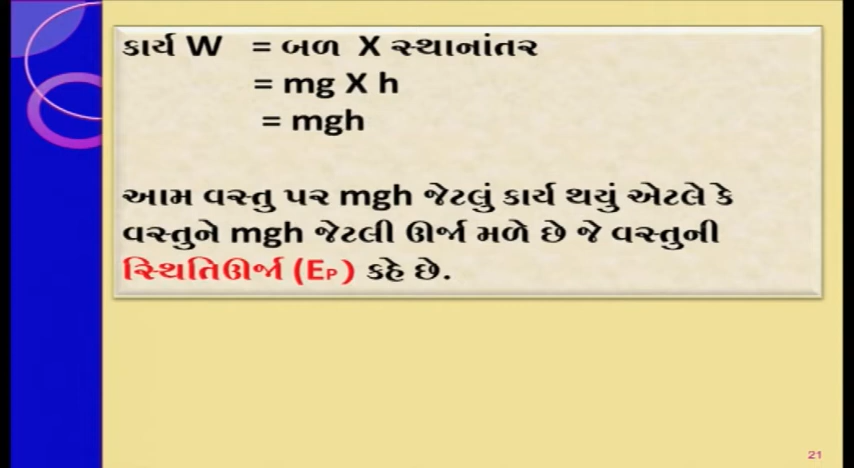 કાર્ય W = બળ X સ્થાનાંતર
= mg X h
= mgh
આમ વસ્તુ પર mgh જેટલું કાર્ય થયું એટલે કે
વસ્તુને mgh જેટલી ઊર્જા મળે છે જે વસ્તુની
સ્થિતિઊર્જા (EP) કહે છે.
21